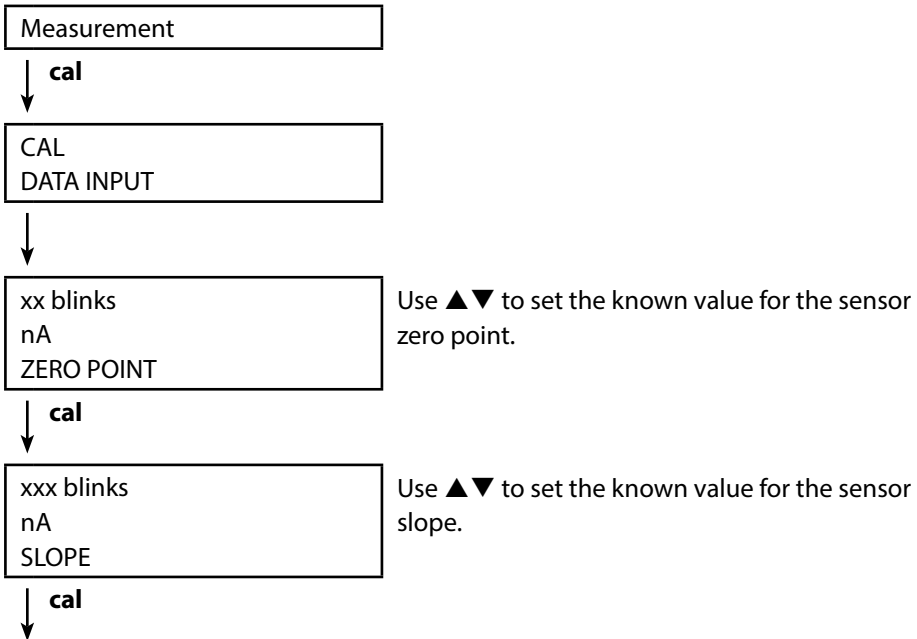 Measurement
cal
CAL
DATA INPUT
xx blinks
nA
ZERO POINT
Use ▲▼ to set the known value for the sensor
zero point.
cal
xxx blinks
nA
SLOPE
Use ▲▼ to set the known value for the sensor
slope.
cal